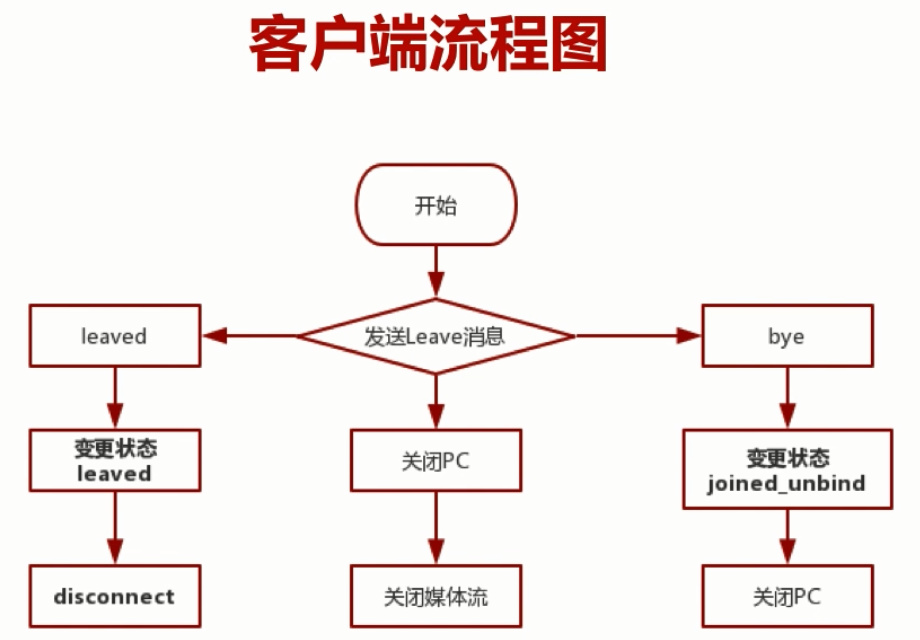 客户端流程图
开始
leaved
发送Leave消息
bye
变更状态
leaved
关闭PC
变更状态
joined_unbind
disconnect
关闭媒体流
关闭PC